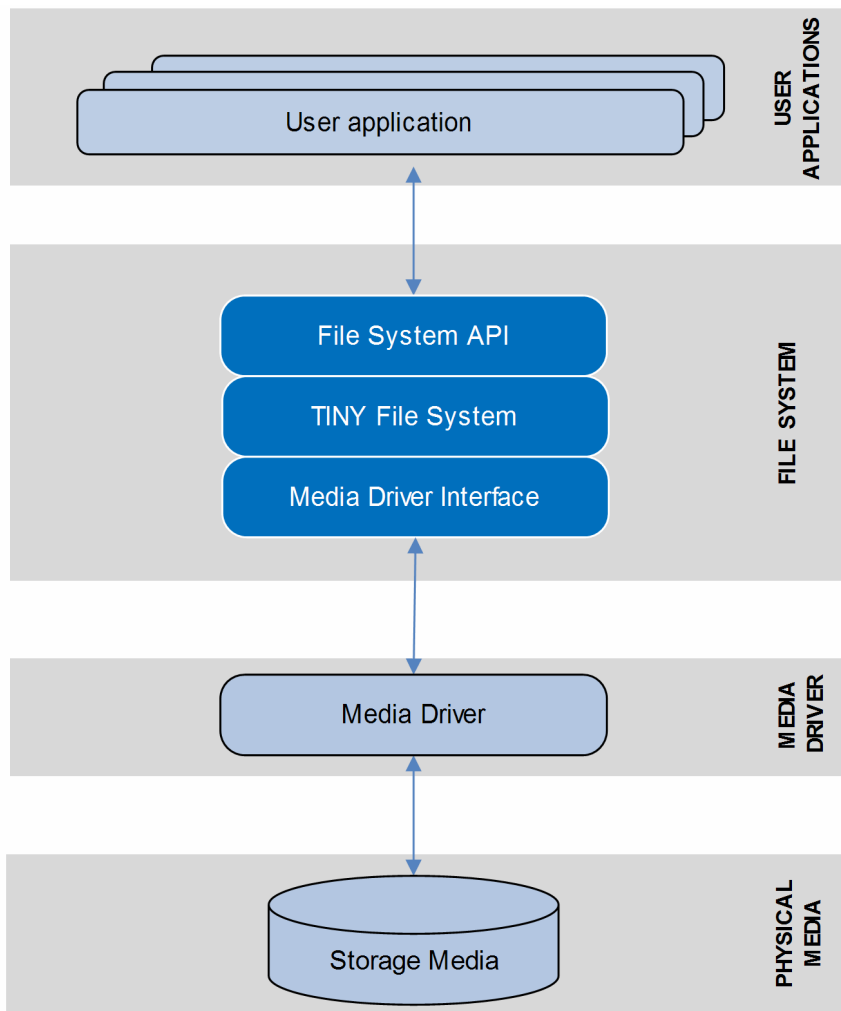 User application
USER
APPLICATIONS
File System API
TINY File System
Media Driver Interface
FILE SYSTEM
Media Driver
MEDIA
DRIVER
Storage Media
PHYSICAL
MEDIA